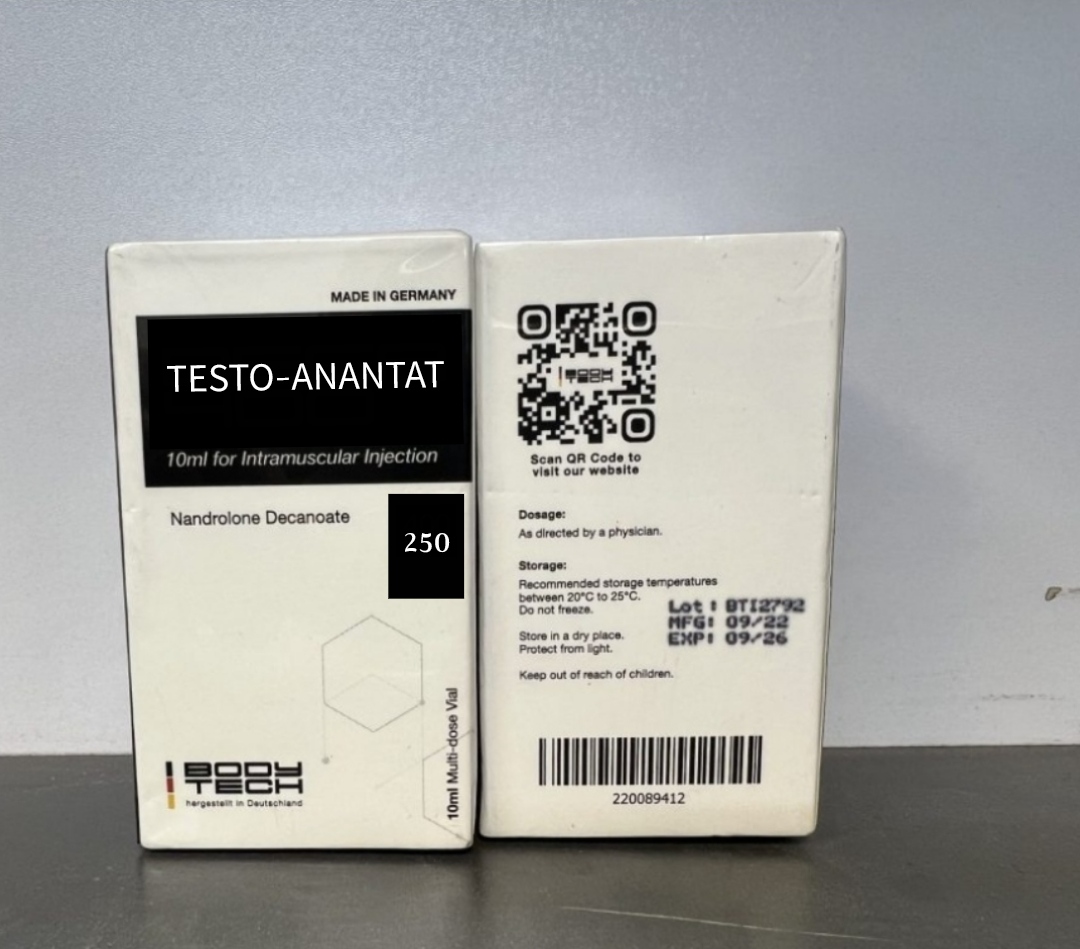 MADE IN GERMANY
TESTO-ANANTAT
10ml for Intramuscular Injection
Nandrolone Decanoate
250
10ml Multi-dose Vial
BODY
TECH
hergestellt in Deutschland
BODY
TECH
Scan QR Code to
visit our website
Dosage:
As directed by a physician.
Storage:
Recommended storage temperatures
between 20°C to 25°C.
Do not freeze.
Lot : BTI2792
MFG: 09/22
EXP: 09/26
Store in a dry place.
Protect from light.
Keep out of reach of children.
220089412